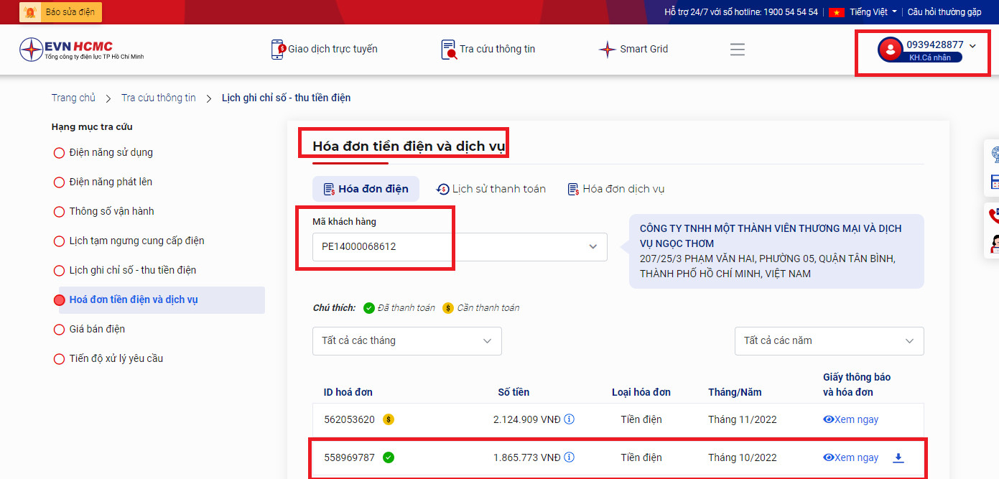 Báo sửa điện
Hỗ trợ 24/7 với số hotline: 1900 54 54 54
Tiếng Việt
Câu hỏi thường gặp
EVN HCMC
Tổng công ty điện lực TP Hồ Chí Minh
Giao dịch trực tuyến
Tra cứu thông tin
Smart Grid
0939428877
KH.Cá nhân
Trang chủ > Tra cứu thông tin > Lịch ghi chỉ số - thu tiền điện
Hạng mục tra cứu
Điện năng sử dụng
Điện năng phát lên
Thông số vận hành
Lịch tạm ngưng cung cấp điện
Lịch ghi chỉ số - thu tiền điện
Hoá đơn tiền điện và dịch vụ
Giá bán điện
Tiến độ xử lý yêu cầu
Hóa đơn tiền điện và dịch vụ
Hóa đơn điện
Lịch sử thanh toán
Hóa đơn dịch vụ
Mã khách hàng
PE14000068612
CÔNG TY TNHH MỘT THÀNH VIÊN THƯƠNG MẠI VÀ DỊCH
VỤ NGỌC THƠM
207/25/3 PHẠM VĂN HAI, PHƯỜNG 05, QUẬN TÂN BÌNH,
THÀNH PHỐ HỒ CHÍ MINH, VIỆT NAM
Chú thích: Đã thanh toán $ Cần thanh toán
Tất cả các tháng
Tất cả các năm
ID hoá đơn Số tiền Loại hóa đơn Tháng/Năm Giấy thông báo
và hóa đơn
562053620 $ 2.124.909 VNĐ Tiền điện Tháng 11/2022 Xem ngay
558969787 1.865.773 VNĐ Tiền điện Tháng 10/2022 Xem ngay